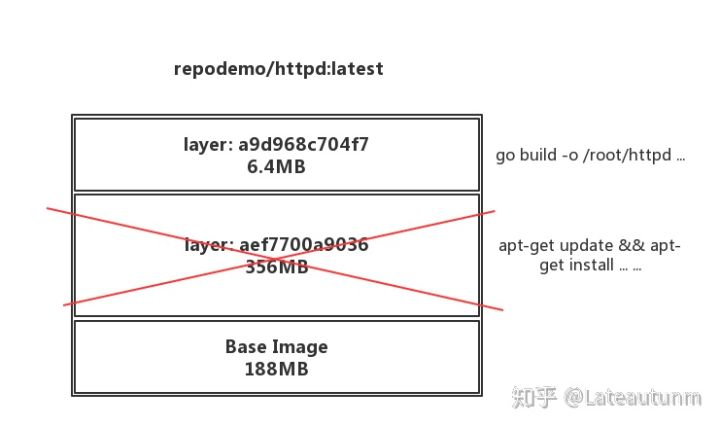 repodemo/httpd:latest
layer: a9d968c704f7
6.4MB
go build -o /root/httpd ...
layer: aef7700a9036
356MB
apt-get update && apt-
get install ... ...
Base Image
188MB
知乎 @Lateautunm